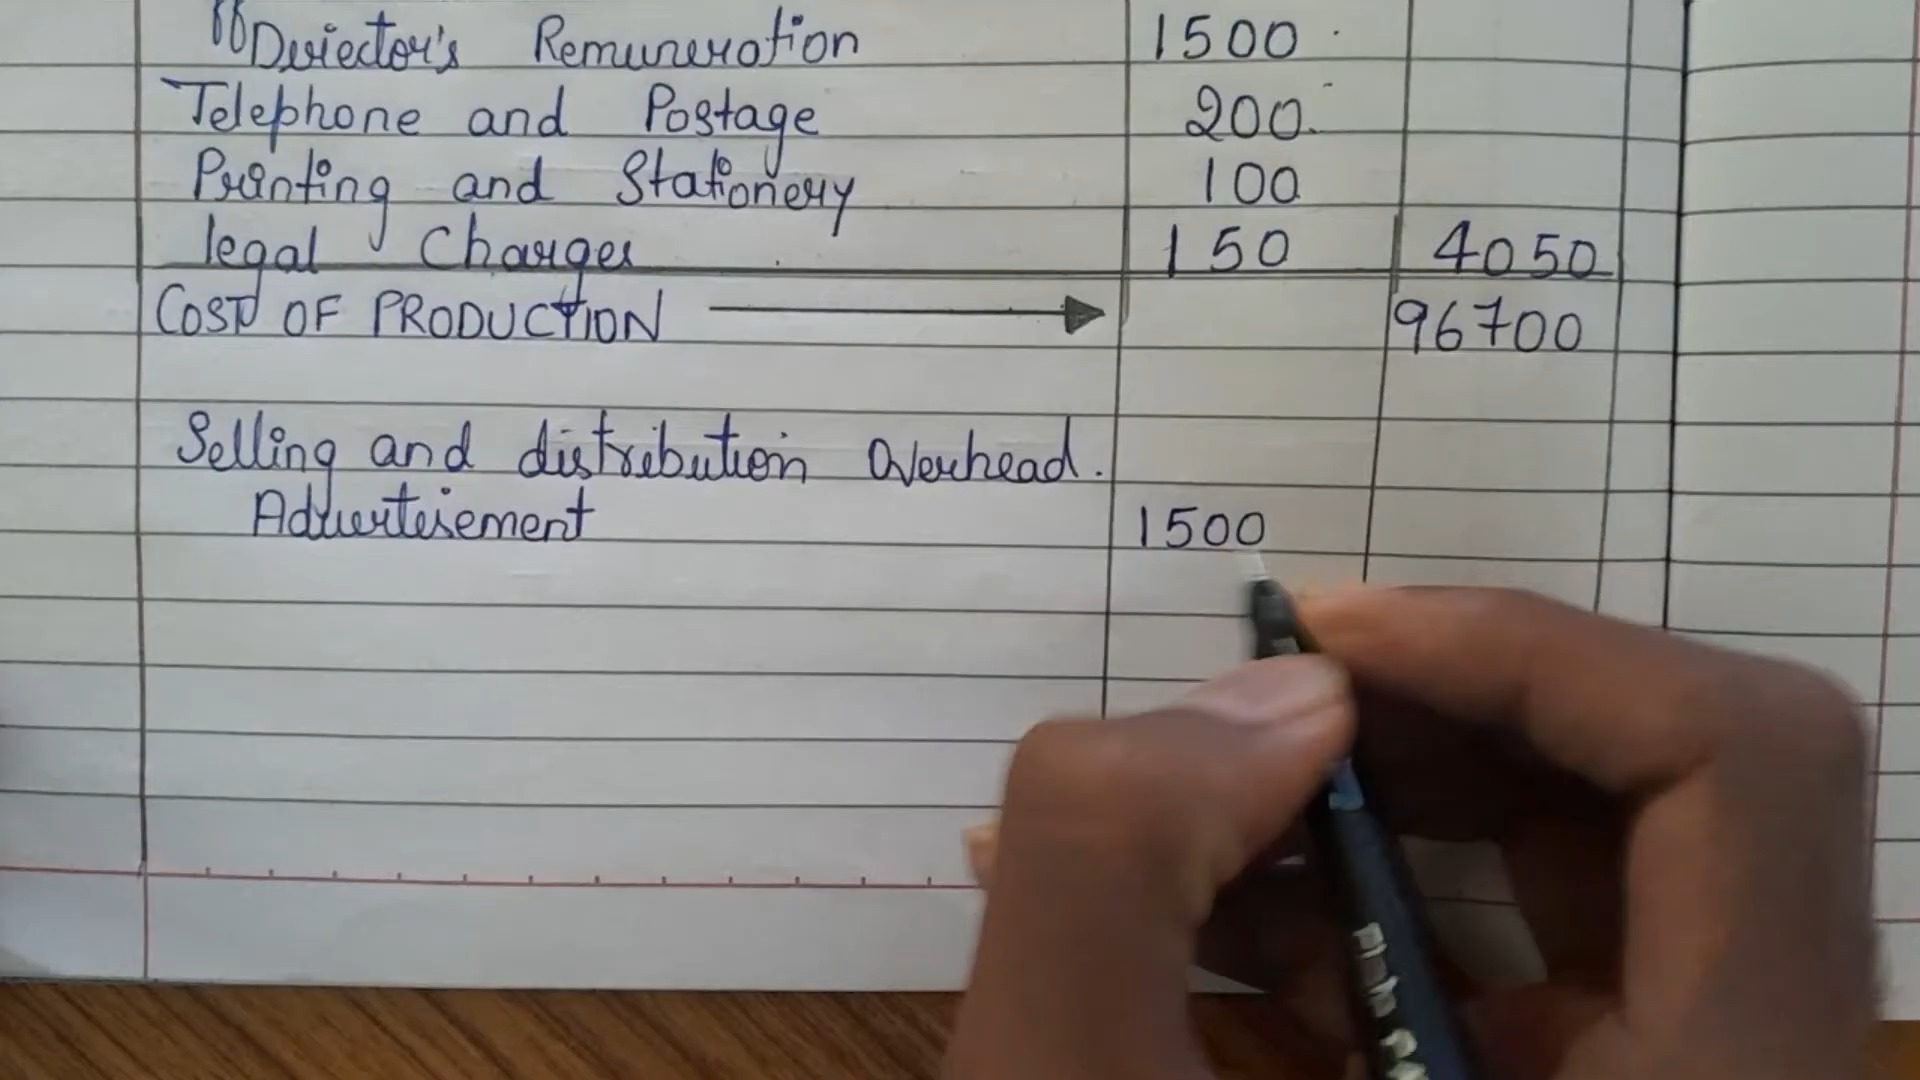 " Director's Remuneration 1500
Telephone and Postage 200
Printing and Stationery 100
legal Charges 150 4050
COST OF PRODUCTION 96700
Selling and distribution Overhead.
Advertisement 1500